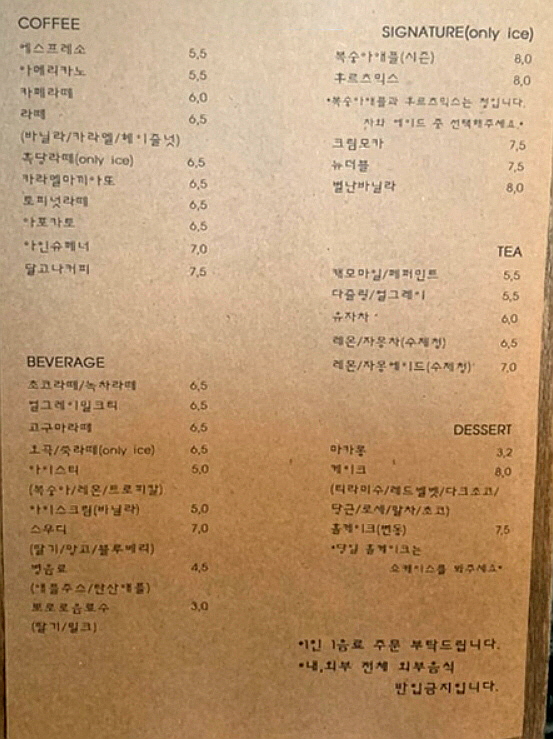 COFFEE
에스프레소 5,5
아메리카노 5,5
카페라떼 6,0
라떼 6,5
(바닐라/카라멜/헤이즐넛)
흑당라떼(only ice) 6,5
카라멜마끼아또 6,5
토피넛라떼 6,5
아포카토 6,5
아인슈페너 7,0
달고나커피 7,5
BEVERAGE
초코라떼/녹차라떼 6,5
얼그레이밀크티 6,5
고구마라떼 6,5
오곡/쑥라떼(only ice) 6,5
아이스티 5,0
(복숭아/레몬/트로피칼)
아이스크림(바닐라) 5,0
스무디 7,0
(딸기/망고/블루베리)
병음료 4,5
(애플주스/탄산애플)
뽀로로음료수 3,0
(딸기/밀크)
SIGNATURE(only ice)
복숭아애플(시즌) 8,0
후르츠믹스 8,0
*복숭아애플과 후르츠믹스는 청입니다.
차와 에이드 중 선택해주세요.*
크림모카 7,5
뉴더블 7,5
별난바닐라 8,0
TEA
캐모마일/페퍼민트 5,5
다즐링/얼그레이 5,5
유자차 6,0
레몬/자몽차(수제청) 6,5
레몬/자몽에이드(수제청) 7,0
DESSERT
마카롱 3,2
케이크 8,0
(티라미수/레드벨벳/다크초코/
당근/로세/말차/초고)
홀케이크(변동) 7,5
*당일 홀케이크는
쇼케이스를 봐주세요*
*1인 1음료 주문 부탁드립니다.
*내,외부 전체 외부음식
반입금지입니다.